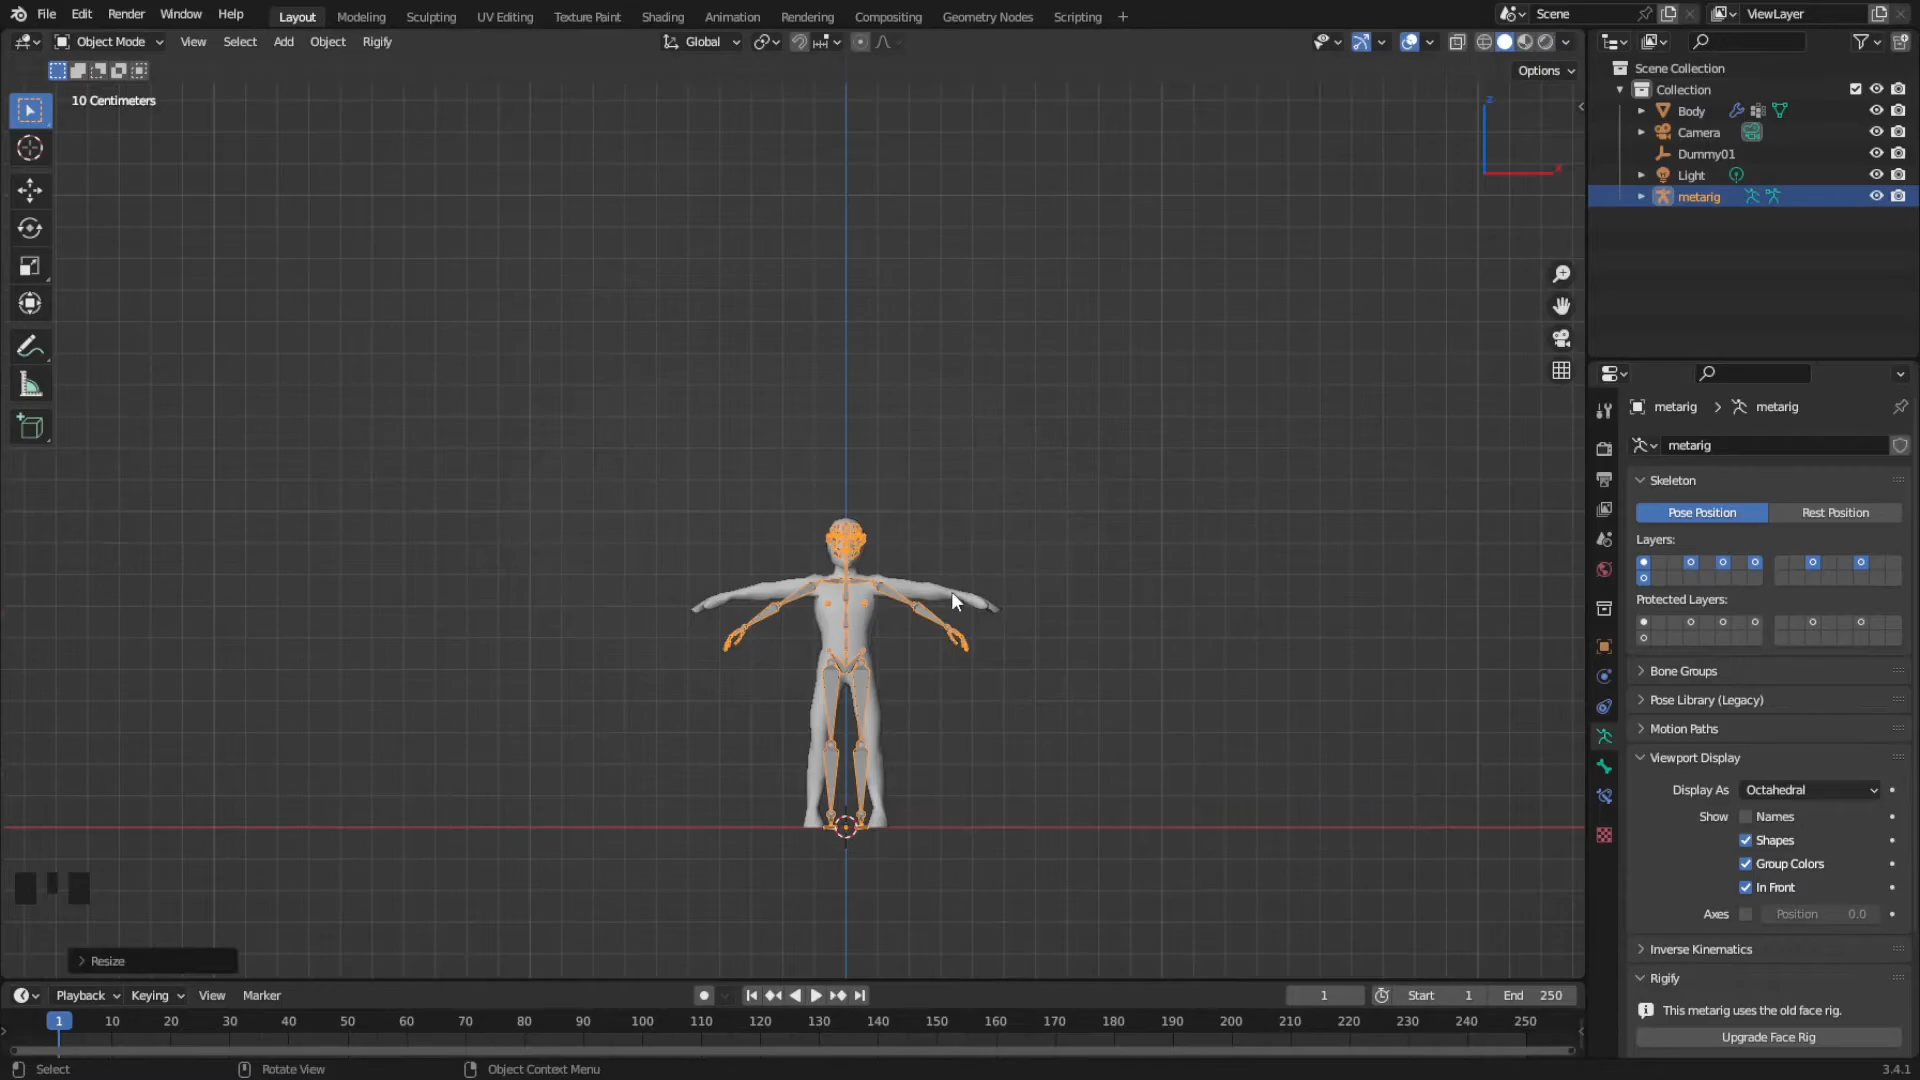 File Edit Render Window Help Layout Modeling Sculpting UV Editing Texture Paint Shading Animation Rendering Compositing Geometry Nodes Scripting + Scene ViewLayer
Object Mode View Select Add Object Rigify Global
Options
10 Centimeters
Z
X
Scene Collection
Collection
Body
Camera
Dummy01
Light
metarig
metarig > metarig
metarig
Skeleton
Pose Position Rest Position
Layers:
Protected Layers:
Bone Groups
Pose Library (Legacy)
Motion Paths
Viewport Display
Display As Octahedral
Show Names
Shapes
Group Colors
In Front
Axes Position 0.0
Inverse Kinematics
Rigify
This metarig uses the old face rig.
Upgrade Face Rig
> Resize
Playback Keying View Marker 1 Start 1 End 250
1 10 20 30 40 50 60 70 80 90 100 110 120 130 140 150 160 170 180 190 200 210 220 230 240 250
Select Rotate View Object Context Menu 3.4.1